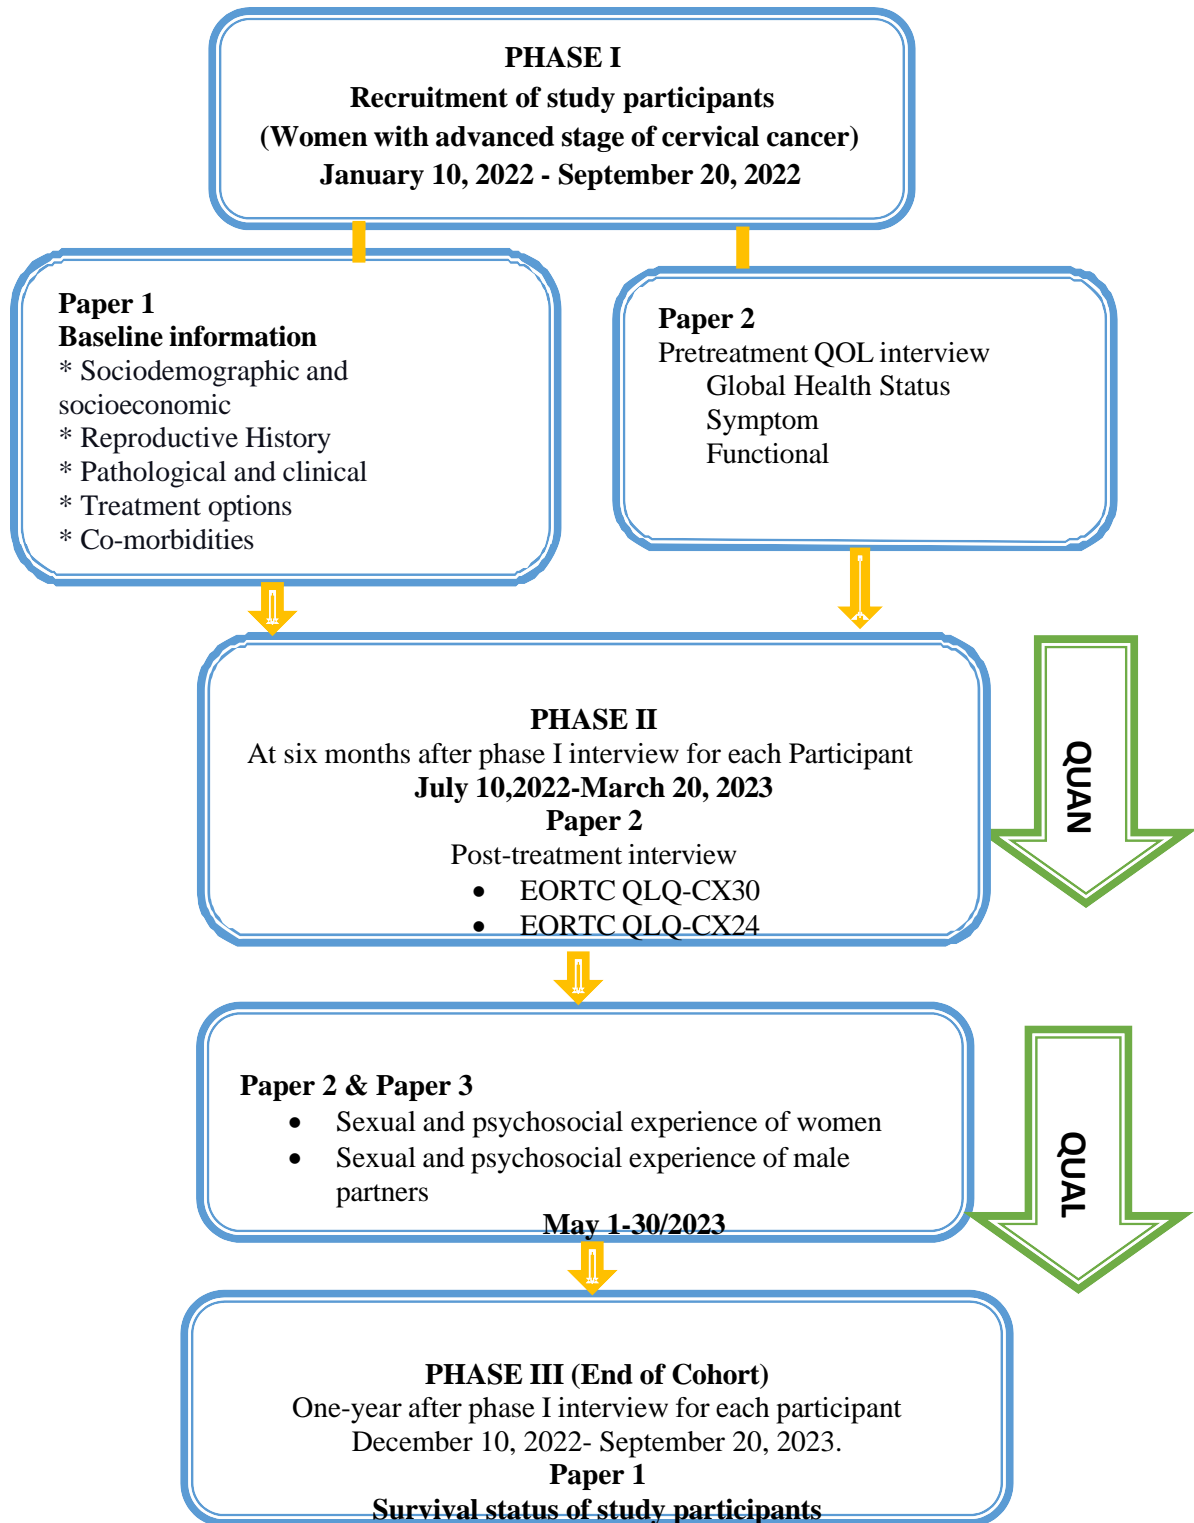 PHASE I
Recruitment of study participants
(Women with advanced stage of cervical cancer)
January 10, 2022 - September 20, 2022
Paper 1
Baseline information
* Sociodemographic and
socioeconomic
* Reproductive History
* Pathological and clinical
* Treatment options
* Co-morbidities
Paper 2
Pretreatment QOL interview
Global Health Status
Symptom
Functional
PHASE II
At six months after phase I interview for each Participant
July 10,2022-March 20, 2023
Paper 2
Post-treatment interview
• EORTC QLQ-CX30
• EORTC QLQ-CX24
QUAN
Paper 2 & Paper 3
• Sexual and psychosocial experience of women
• Sexual and psychosocial experience of male
partners
May 1-30/2023
QUAL
PHASE III (End of Cohort)
One-year after phase I interview for each participant
December 10, 2022- September 20, 2023.
Paper 1
Survival status of study participants